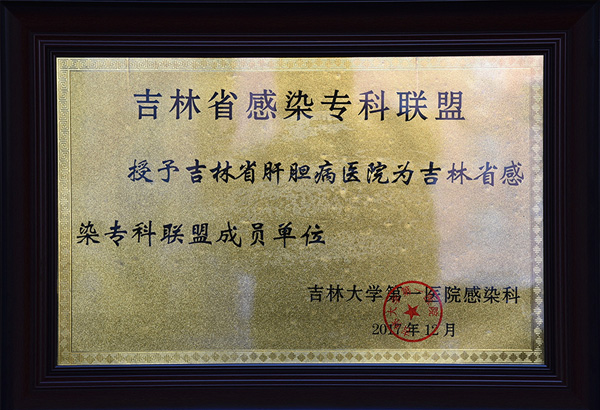 吉林省感染专科联盟
授予吉林省肝胆病医院为吉林省感
染专科联盟成员单位
吉林大学第一医院感染科
2017年12月